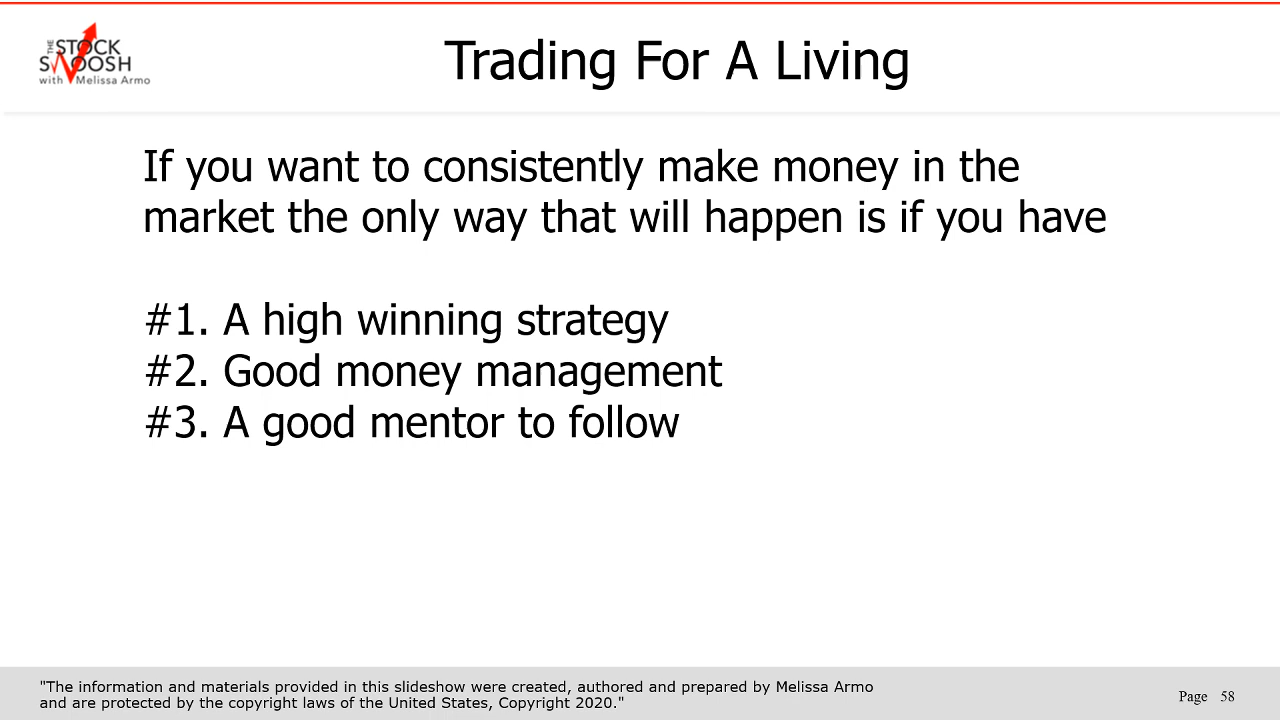 THE
STOCK
SWOOSH
with Melissa Armo
Trading For A Living
If you want to consistently make money in the
market the only way that will happen is if you have
#1. A high winning strategy
#2. Good money management
#3. A good mentor to follow
"The information and materials provided in this slideshow were created, authored and prepared by Melissa Armo
and are protected by the copyright laws of the United States, Copyright 2020."
Page 58